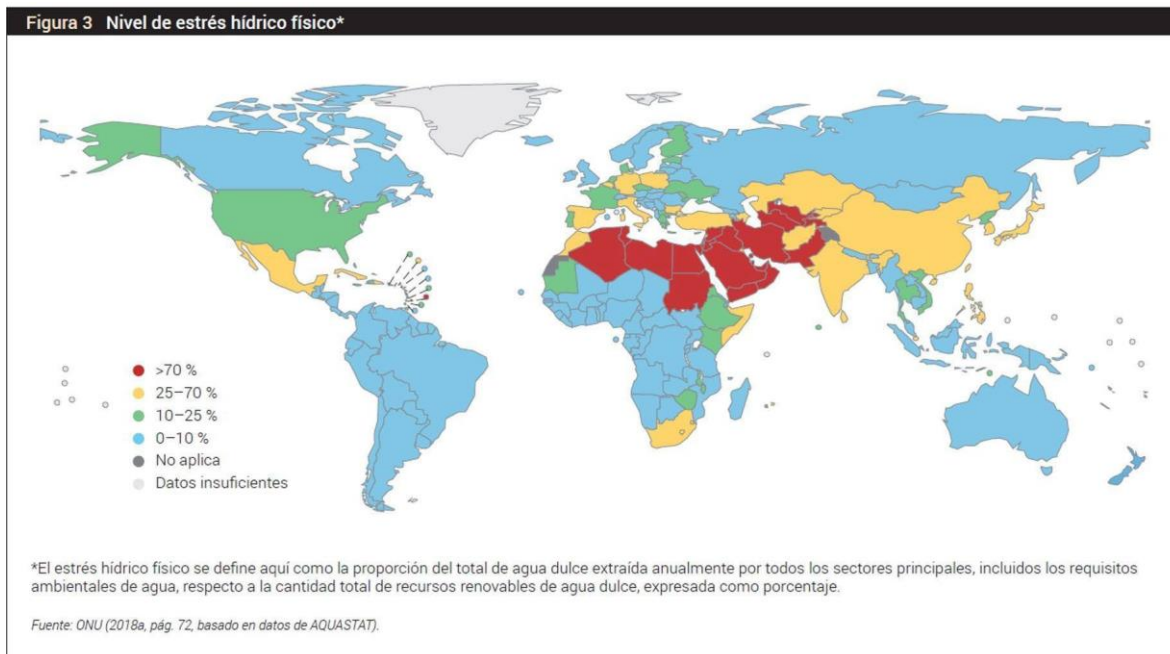 Figura 3 Nivel de estrés hídrico físico*
>70 %
25–70 %
10–25 %
0–10 %
No aplica
Datos insuficientes
*El estrés hídrico físico se define aquí como la proporción del total de agua dulce extraída anualmente por todos los sectores principales, incluidos los requisitos
ambientales de agua, respecto a la cantidad total de recursos renovables de agua dulce, expresada como porcentaje.
Fuente: ONU (2018a, pág. 72, basado en datos de AQUASTAT).